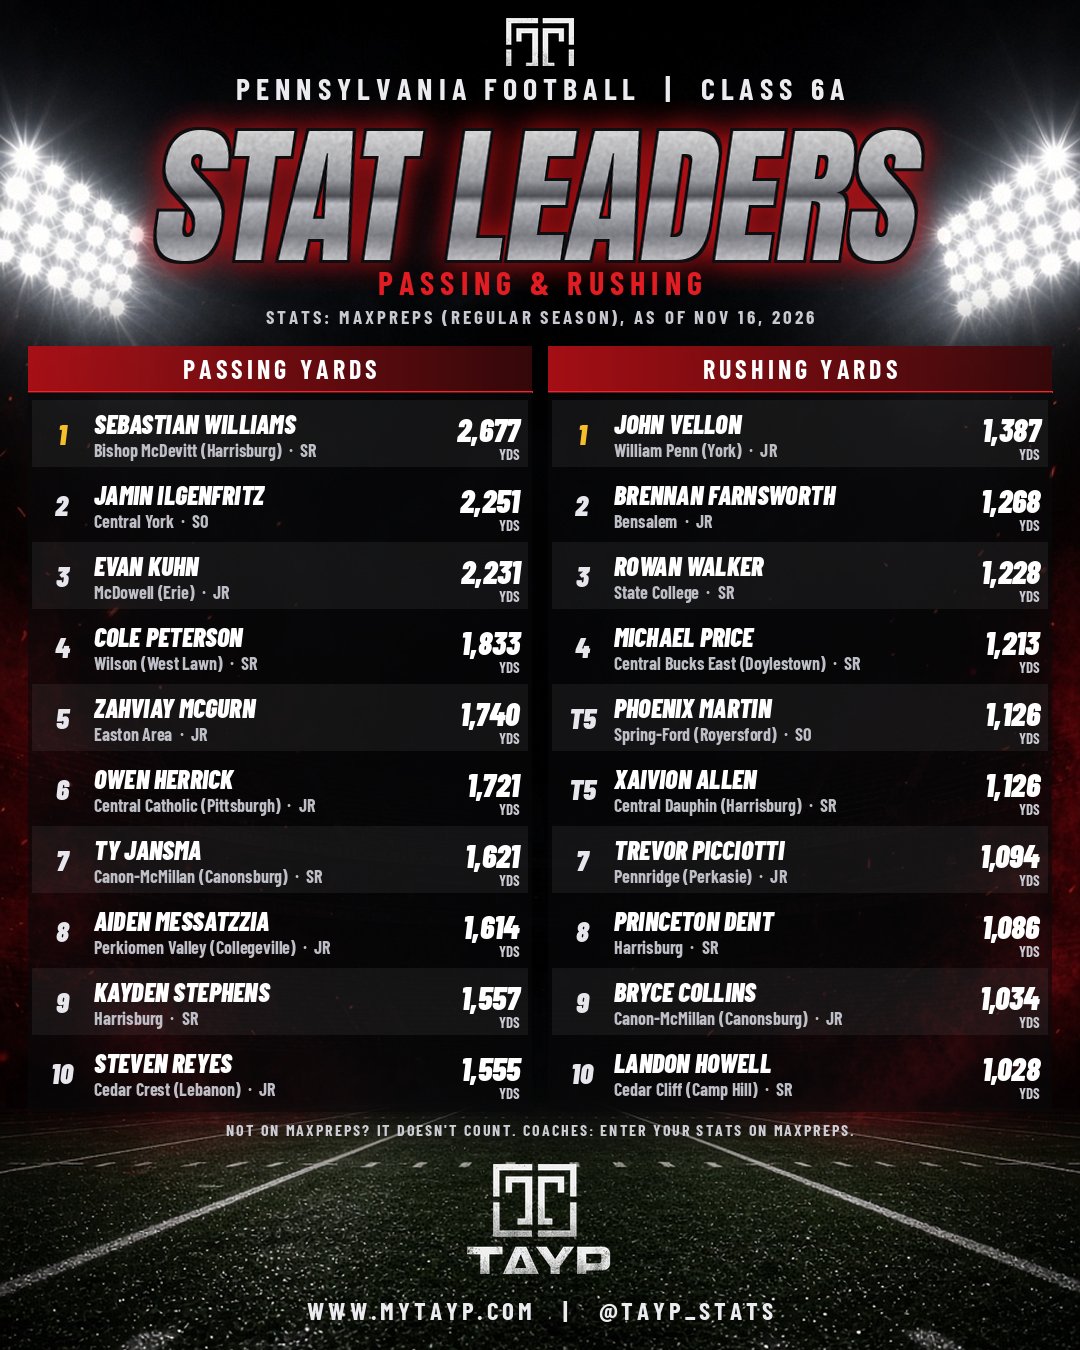 PENNSYLVANIA FOOTBALL | CLASS 6A
STAT LEADERS
PASSING & RUSHING
STATS: MAXPREPS (REGULAR SEASON), AS OF NOV 16, 2026
PASSING YARDS
1 SEBASTIAN WILLIAMS 2,677
Bishop McDevitt (Harrisburg) · SR YDS
2 JAMIN ILGENFRITZ 2,251
Central York · SO YDS
3 EVAN KUHN 2,231
McDowell (Erie) · JR YDS
4 COLE PETERSON 1,833
Wilson (West Lawn) · SR YDS
5 ZAHVIAY MCGURN 1,740
Easton Area · JR YDS
6 OWEN HERRICK 1,721
Central Catholic (Pittsburgh) · JR YDS
7 TY JANSMA 1,621
Canon-McMillan (Canonsburg) · SR YDS
8 AIDEN MESSATZZIA 1,614
Perkiomen Valley (Collegeville) · JR YDS
9 KAYDEN STEPHENS 1,557
Harrisburg · SR YDS
10 STEVEN REYES 1,555
Cedar Crest (Lebanon) · JR YDS
RUSHING YARDS
1 JOHN VELLON 1,387
William Penn (York) · JR YDS
2 BRENNAN FARNSWORTH 1,268
Bensalem · JR YDS
3 ROWAN WALKER 1,228
State College · SR YDS
4 MICHAEL PRICE 1,213
Central Bucks East (Doylestown) · SR YDS
T5 PHOENIX MARTIN 1,126
Spring-Ford (Royersford) · SO YDS
T5 XAIVION ALLEN 1,126
Central Dauphin (Harrisburg) · SR YDS
7 TREVOR PICCIOTTI 1,094
Pennridge (Perkasie) · JR YDS
8 PRINCETON DENT 1,086
Harrisburg · SR YDS
9 BRYCE COLLINS 1,034
Canon-McMillan (Canonsburg) · JR YDS
10 LANDON HOWELL 1,028
Cedar Cliff (Camp Hill) · SR YDS
NOT ON MAXPREPS? IT DOESN'T COUNT. COACHES: ENTER YOUR STATS ON MAXPREPS.
TAYP
WWW.MYTAYP.COM | @TAYP_STATS